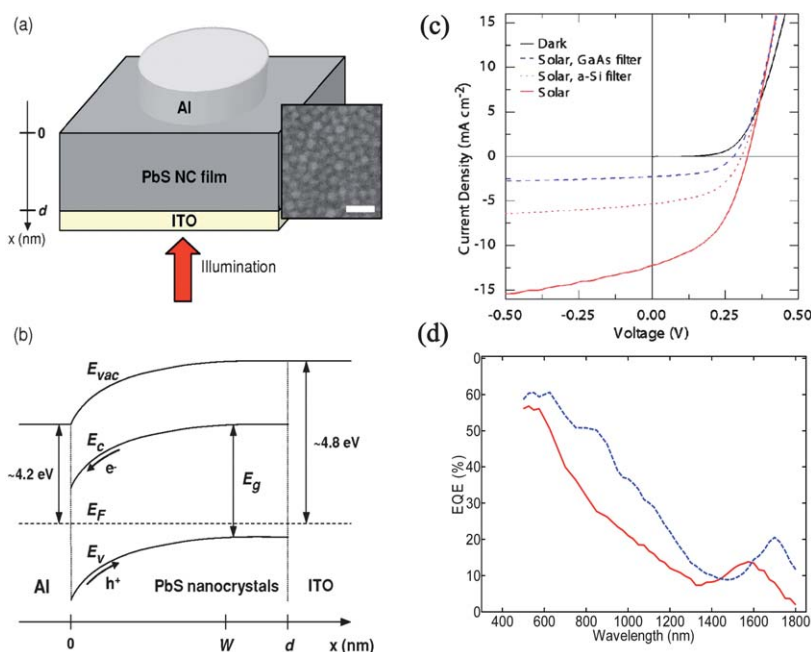 (a)
Al
0
PbS NC film
d
ITO
x (nm)
Illumination
(b)
E_vac
E_c
e-
~4.2 eV
E_g
~4.8 eV
E_F
E_v
h+
Al
PbS nanocrystals
ITO
0
W
d
x (nm)
(c)
Dark
Solar, GaAs filter
Solar, a-Si filter
Solar
Current Density (mA cm⁻²)
15
10
5
0
-5
-10
-15
-0.50
-0.25
0.00
0.25
0.50
Voltage (V)
(d)
EQE (%)
80
70
60
50
40
30
20
10
0
400
600
800
1000
1200
1400
1600
1800
Wavelength (nm)